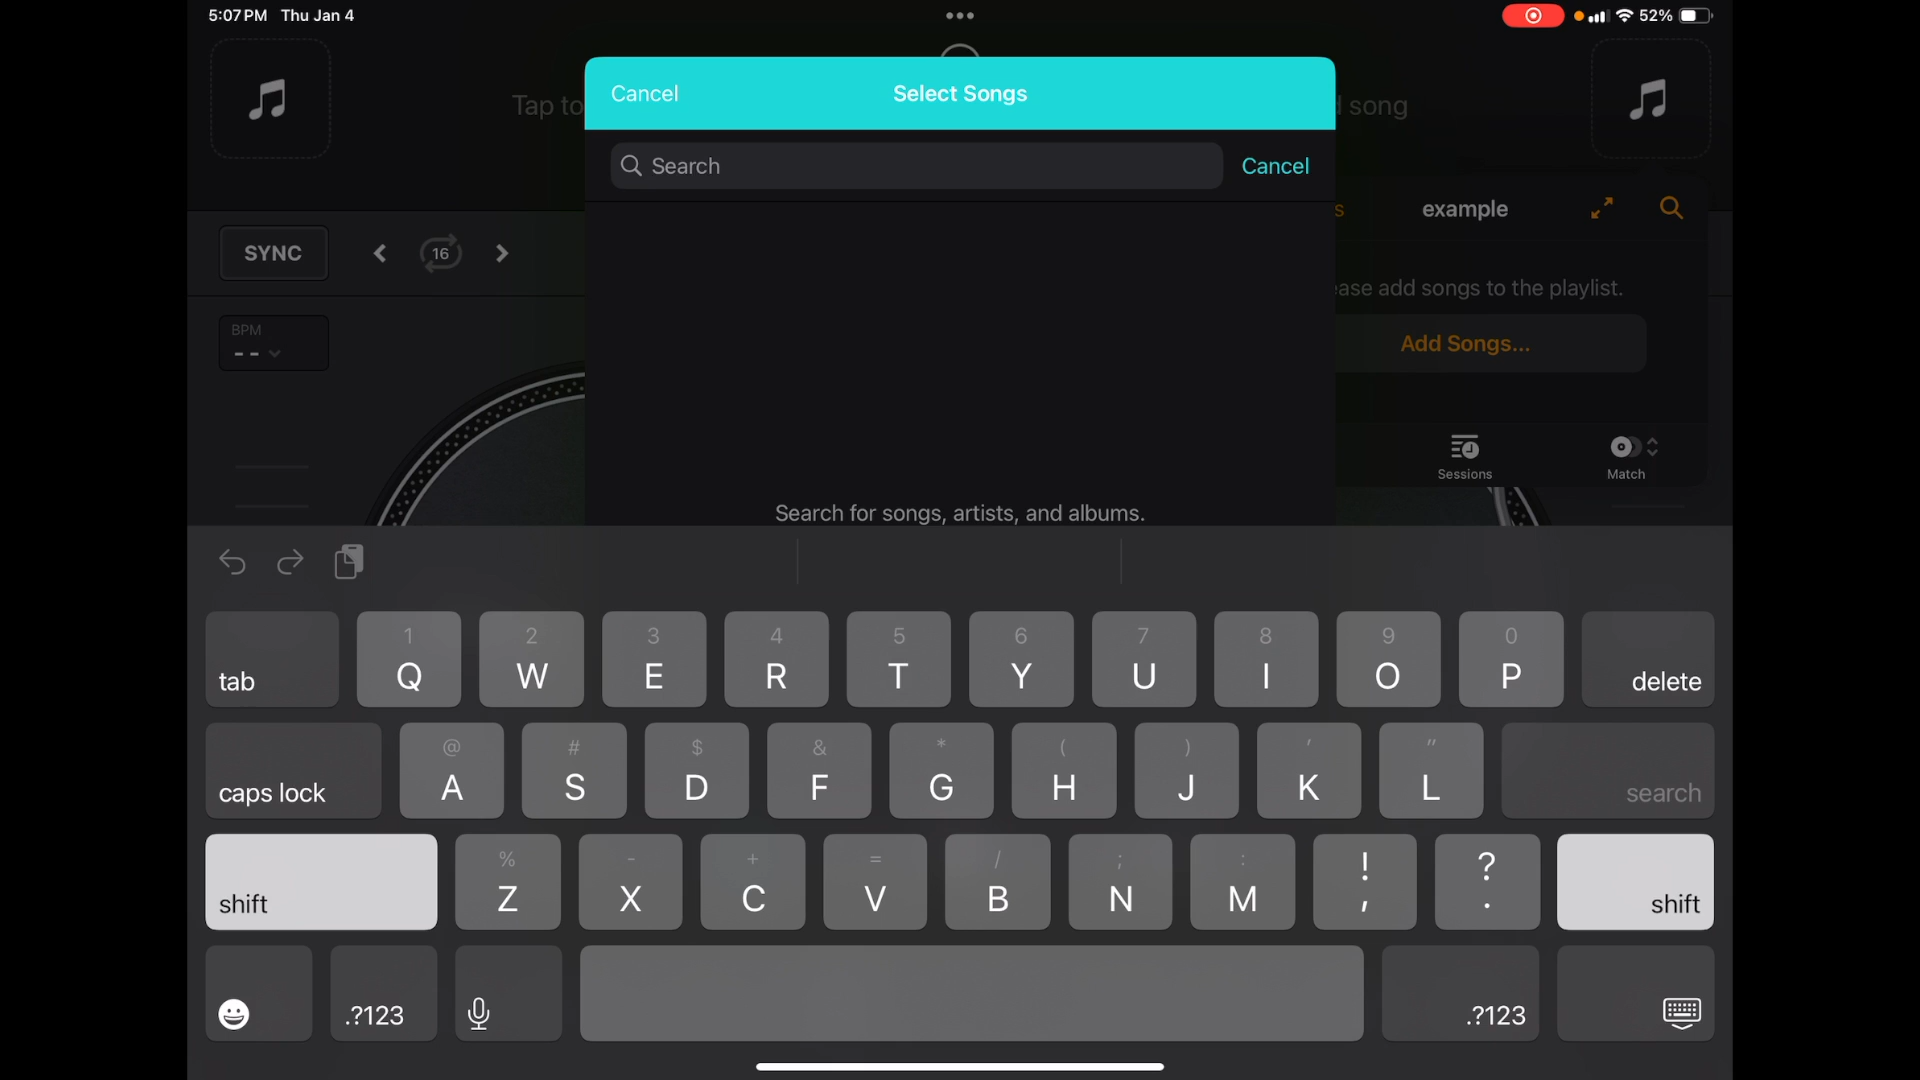 5:07 PM Thu Jan 4
52%
Cancel
Select Songs
Tap to
song
Search
Cancel
s
example
SYNC
16
ase add songs to the playlist.
BPM
--
Add Songs...
Sessions
Match
Search for songs, artists, and albums.
tab
1 2 3 4 5 6 7 8 9 0
Q W E R T Y U I O P
delete
caps lock
@ # $ & * ( ) ' "
A S D F G H J K L
search
shift
% - + = / ; : ! ?
Z X C V B N M , .
shift
.?123
.?123